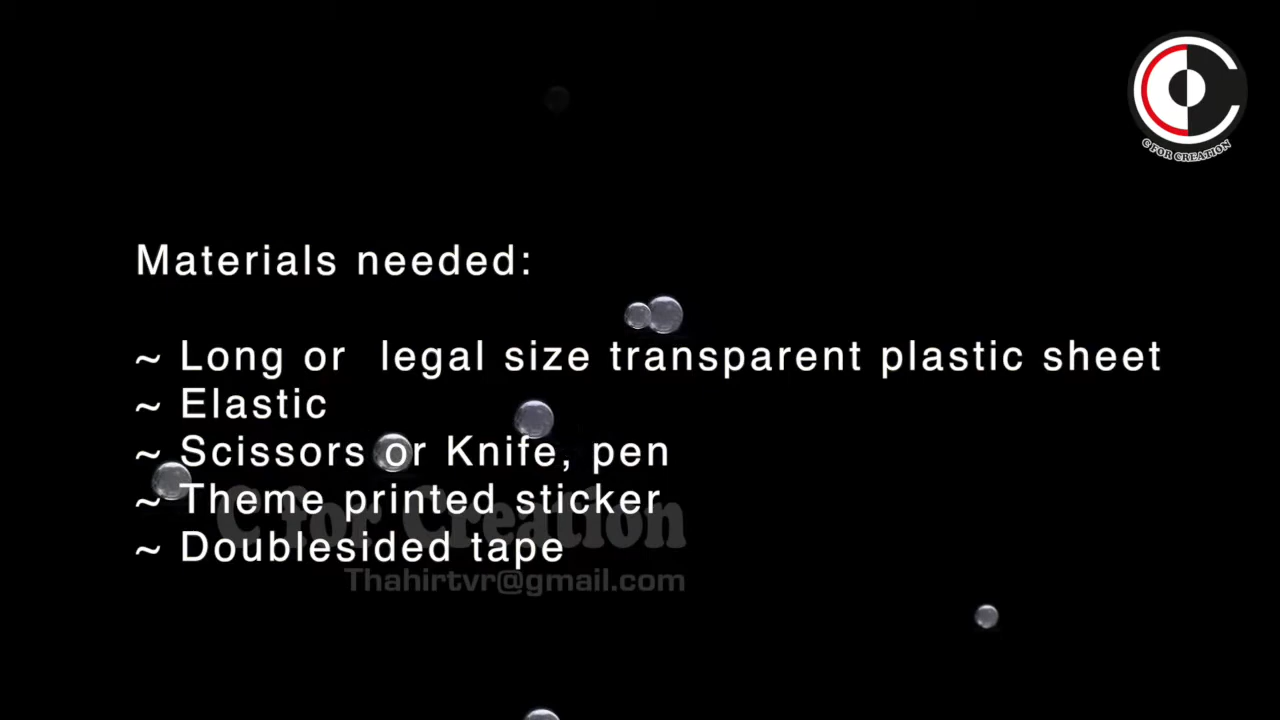 C FOR CREATION
Materials needed:
~ Long or  legal size transparent plastic sheet
~ Elastic
~ Scissors or Knife, pen
~ Theme printed sticker
C for Creation
~ Doublesided tape
Thahirtvr@gmail.com